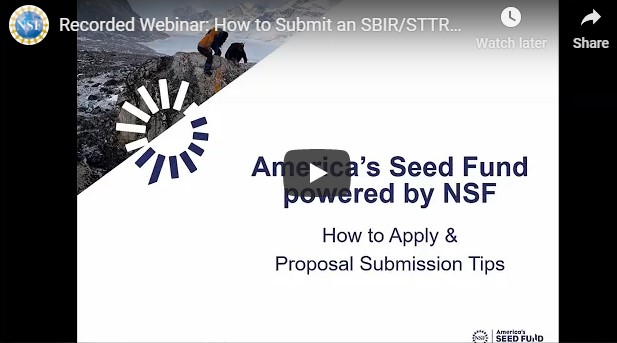 NSF
Recorded Webinar: How to Submit an SBIR/STTR…
Watch later
Share
America's Seed Fund
powered by NSF
How to Apply &
Proposal Submission Tips
NSF
America's
SEED FUND